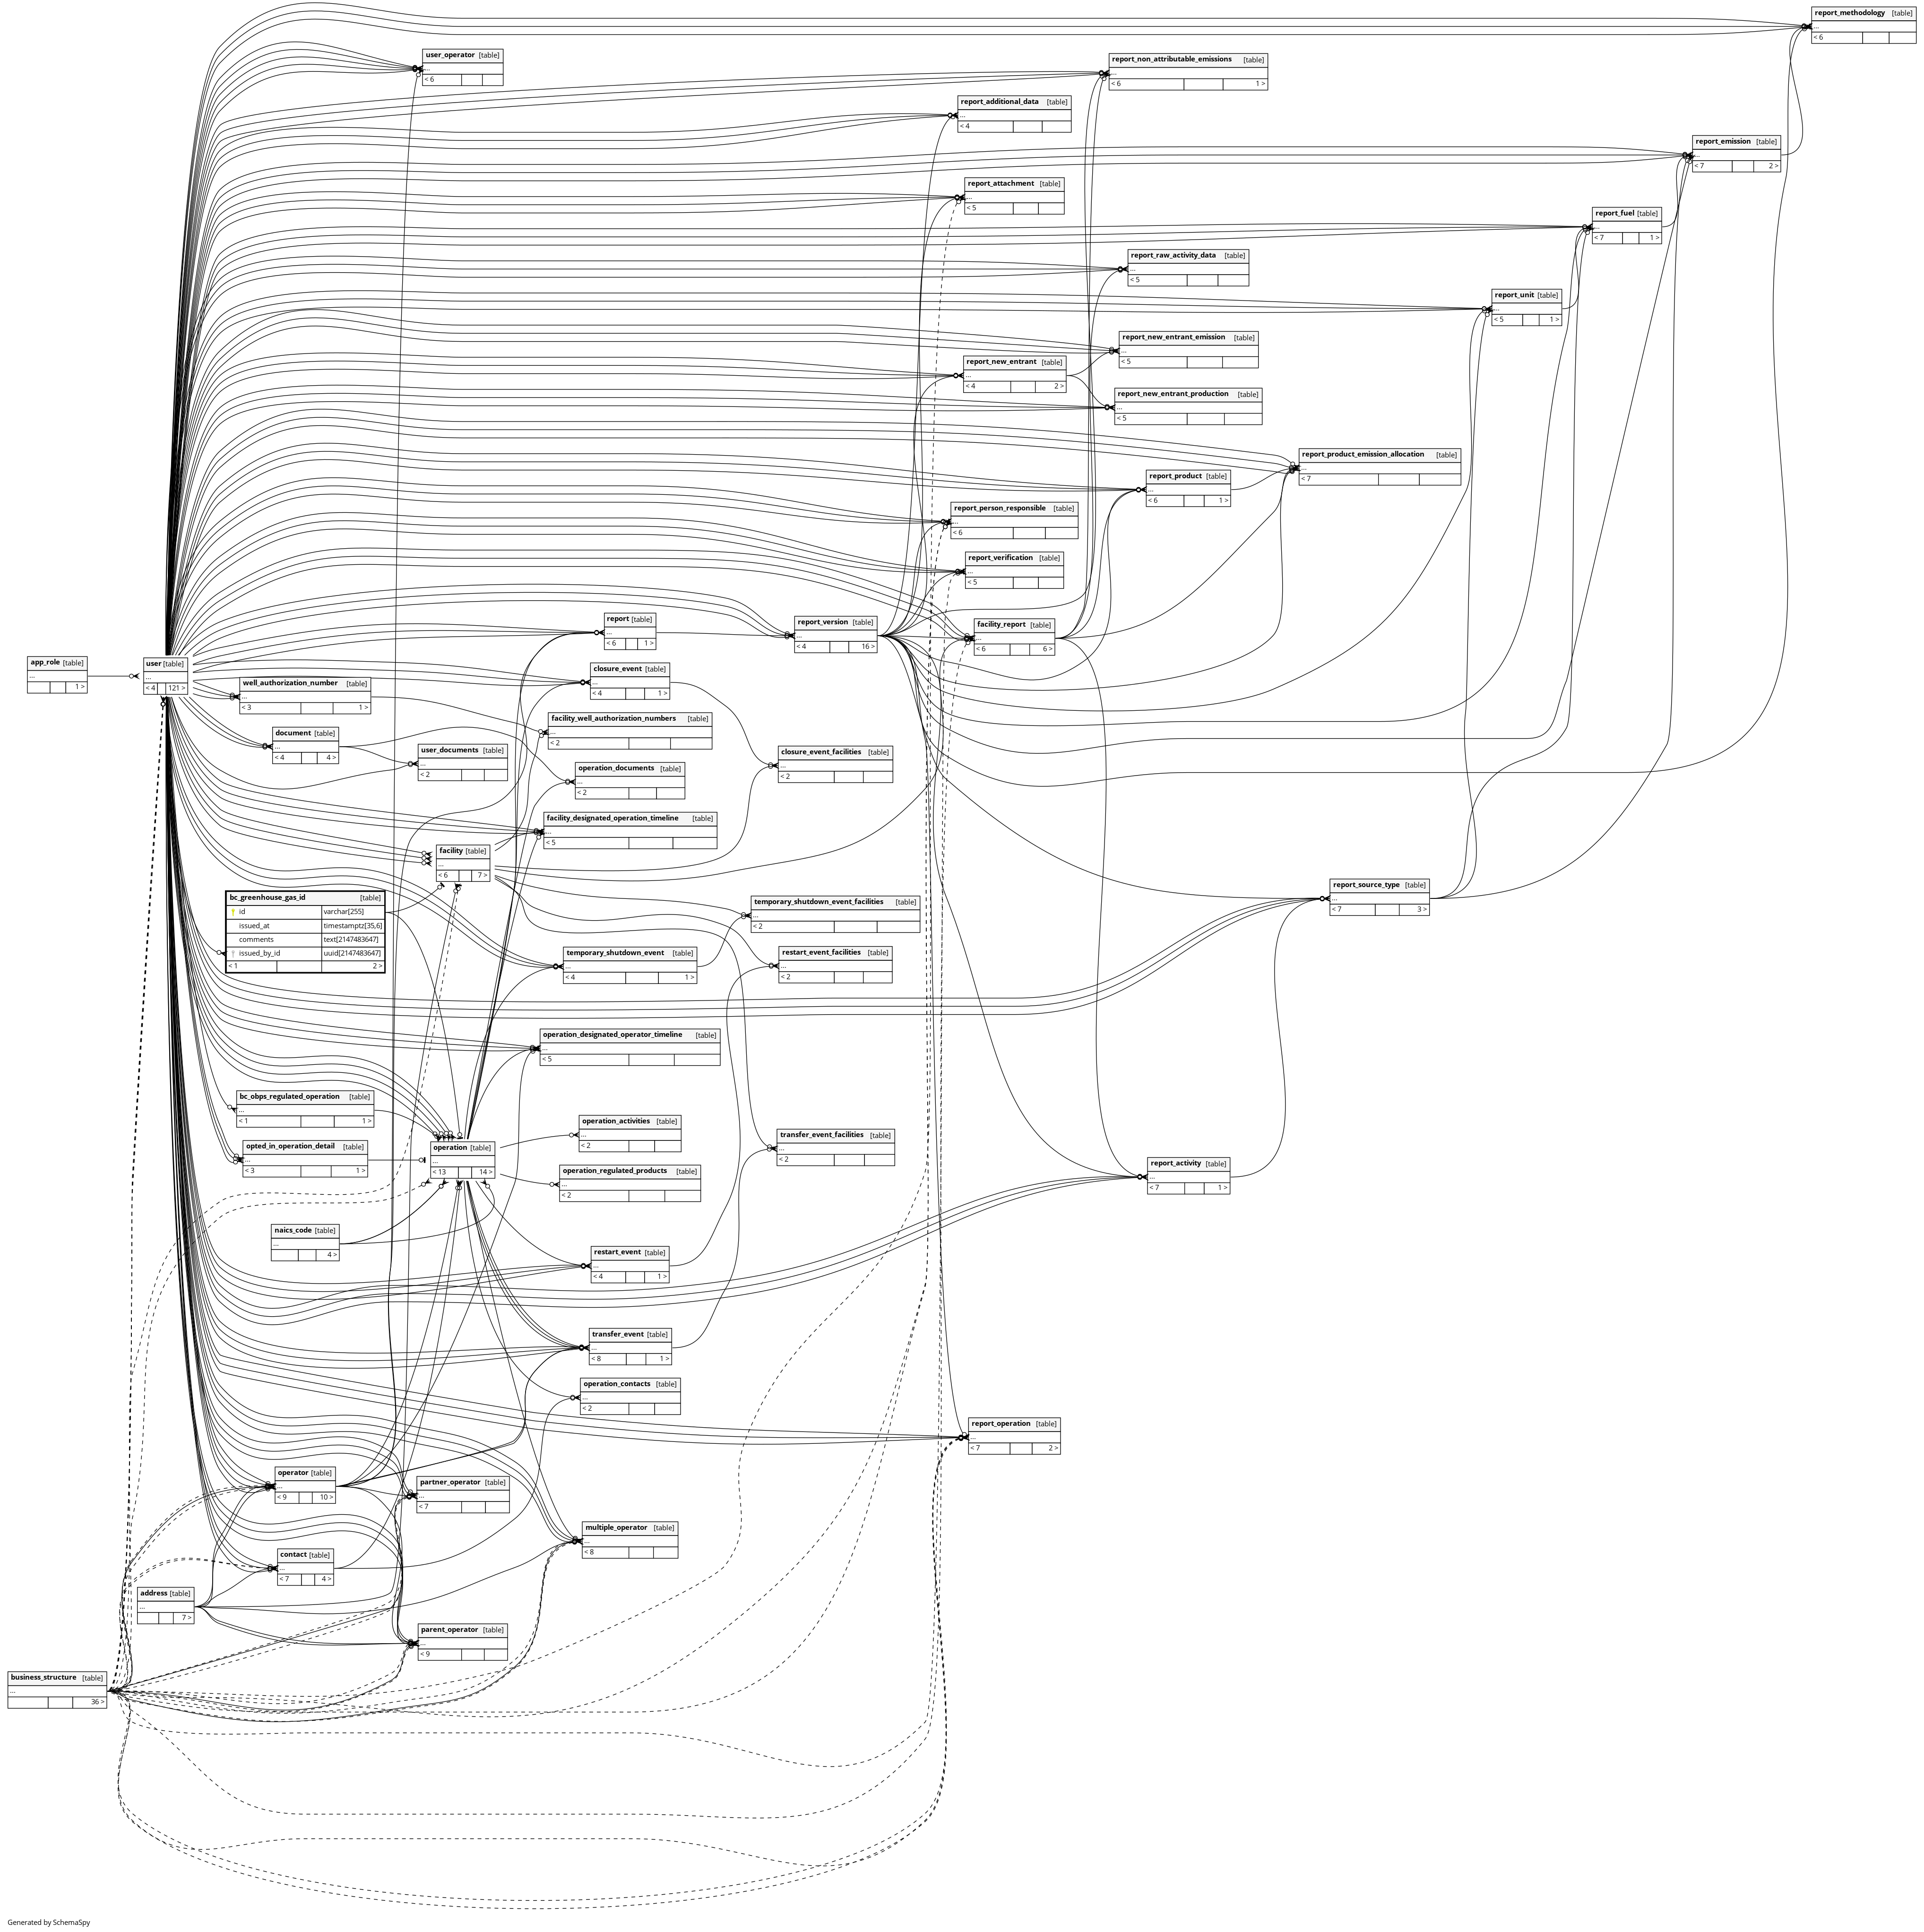 report_methodology [table]
...
< 6
user_operator [table]
...
< 6
report_non_attributable_emissions [table]
...
< 6 1 >
report_additional_data [table]
...
< 4
report_emission [table]
...
< 7 2 >
report_attachment [table]
...
< 5
report_fuel [table]
...
< 7 1 >
report_raw_activity_data [table]
...
< 5
report_unit [table]
...
< 5 1 >
report_new_entrant_emission [table]
...
< 5
report_new_entrant [table]
...
< 4 2 >
report_new_entrant_production [table]
...
< 5
report_product_emission_allocation [table]
...
< 7
report_product [table]
...
< 6 1 >
report_person_responsible [table]
...
< 6
report_verification [table]
...
< 5
report [table]
...
< 6 1 >
report_version [table]
...
< 4 16 >
facility_report [table]
...
< 6 6 >
app_role [table]
...
1 >
user [table]
...
< 4 121 >
closure_event [table]
...
< 4 1 >
well_authorization_number [table]
...
< 3 1 >
facility_well_authorization_numbers [table]
...
< 2
document [table]
...
< 4 4 >
user_documents [table]
...
< 2
closure_event_facilities [table]
...
< 2
operation_documents [table]
...
< 2
facility_designated_operation_timeline [table]
...
< 5
facility [table]
...
< 6 7 >
report_source_type [table]
...
< 7 3 >
bc_greenhouse_gas_id [table]
id varchar[255]
issued_at timestamptz[35,6]
comments text[2147483647]
issued_by_id uuid[2147483647]
< 1 2 >
temporary_shutdown_event_facilities [table]
...
< 2
temporary_shutdown_event [table]
...
< 4 1 >
restart_event_facilities [table]
...
< 2
operation_designated_operator_timeline [table]
...
< 5
bc_obps_regulated_operation [table]
...
< 1 1 >
operation_activities [table]
...
< 2
transfer_event_facilities [table]
...
< 2
opted_in_operation_detail [table]
...
< 3 1 >
operation [table]
...
< 13 14 >
operation_regulated_products [table]
...
< 2
report_activity [table]
...
< 7 1 >
naics_code [table]
...
4 >
restart_event [table]
...
< 4 1 >
transfer_event [table]
...
< 8 1 >
operation_contacts [table]
...
< 2
report_operation [table]
...
< 7 2 >
operator [table]
...
< 9 10 >
partner_operator [table]
...
< 7
multiple_operator [table]
...
< 8
contact [table]
...
< 7 4 >
address [table]
...
7 >
parent_operator [table]
...
< 9
business_structure [table]
...
36 >
Generated by SchemaSpy